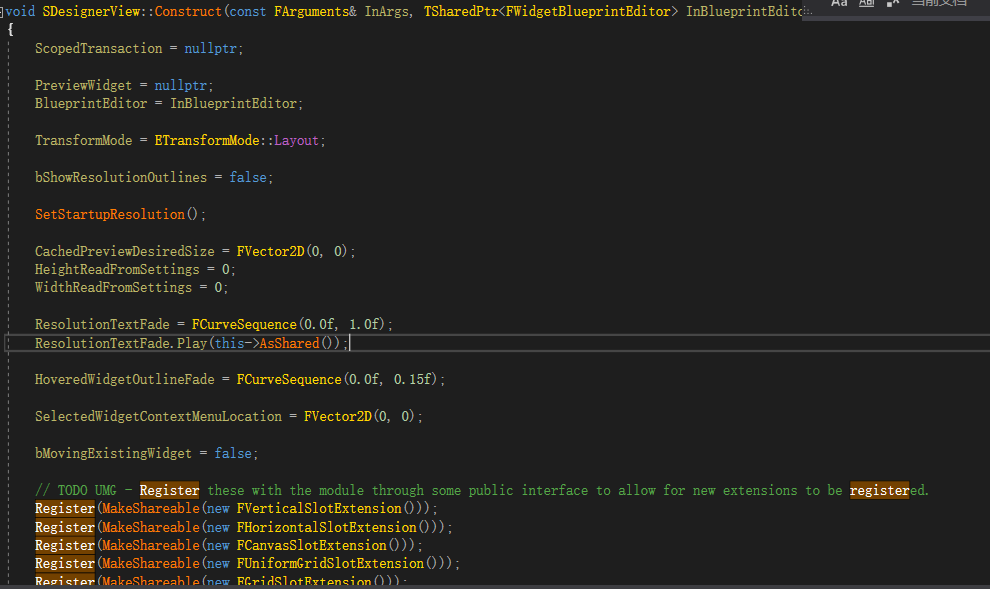 void SDesignerView::Construct(const FArguments& InArgs, TSharedPtr<FWidgetBlueprintEditor> InBlueprintEdito
Aa Abl 当前文档
{
ScopedTransaction = nullptr;
PreviewWidget = nullptr;
BlueprintEditor = InBlueprintEditor;
TransformMode = ETransformMode::Layout;
bShowResolutionOutlines = false;
SetStartupResolution();
CachedPreviewDesiredSize = FVector2D(0, 0);
HeightReadFromSettings = 0;
WidthReadFromSettings = 0;
ResolutionTextFade = FCurveSequence(0.0f, 1.0f);
ResolutionTextFade.Play(this->AsShared());
HoveredWidgetOutlineFade = FCurveSequence(0.0f, 0.15f);
SelectedWidgetContextMenuLocation = FVector2D(0, 0);
bMovingExistingWidget = false;
// TODO UMG - Register these with the module through some public interface to allow for new extensions to be registered.
Register(MakeShareable(new FVerticalSlotExtension()));
Register(MakeShareable(new FHorizontalSlotExtension()));
Register(MakeShareable(new FCanvasSlotExtension()));
Register(MakeShareable(new FUniformGridSlotExtension()));
Register(MakeShareable(new FGridSlotExtension()));